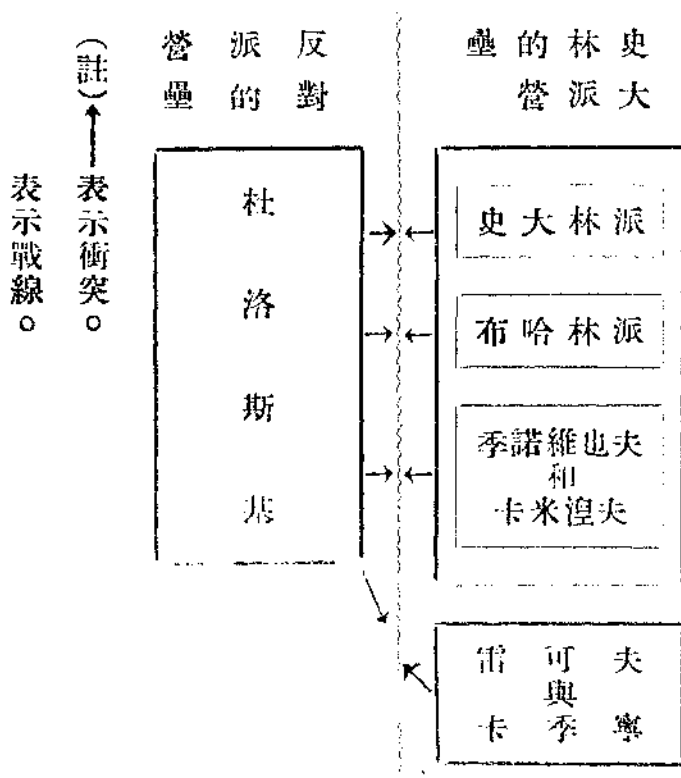 史大林派的營壘
反對派的營壘
史大林派
布哈林派
季諾維也夫
和
卡米湼夫
雷可夫
與
卡季寧
杜洛斯基
(註)⟷表示衝突。
表示戰線。